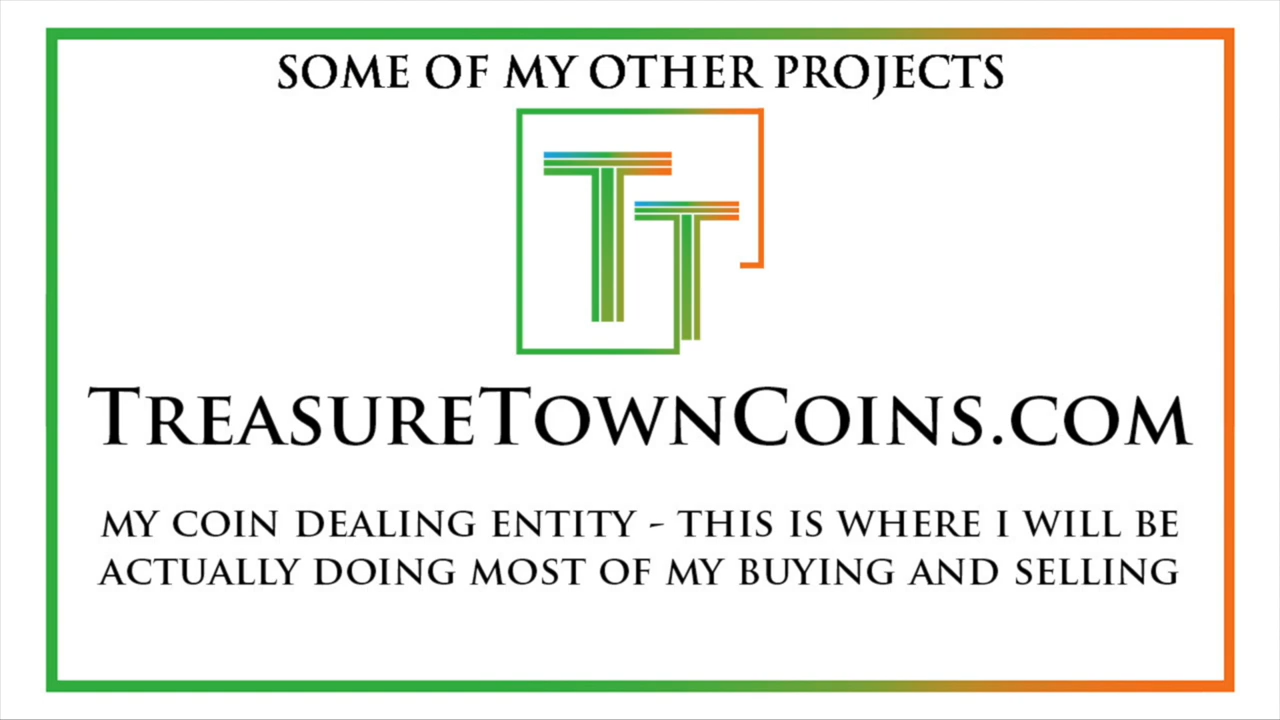 SOME OF MY OTHER PROJECTS
TT
TREASURETOWNCOINS.COM
MY COIN DEALING ENTITY - THIS IS WHERE I WILL BE
ACTUALLY DOING MOST OF MY BUYING AND SELLING